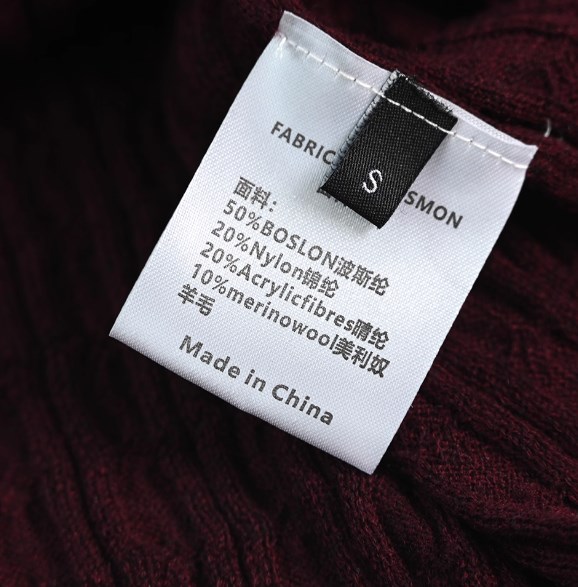 FABRIC
SMON
S
面料：
50%BOSLON波斯纶
20%Nylon锦纶
20%Acrylicfibres晴纶
10%merinowool美利奴
羊毛
Made in China